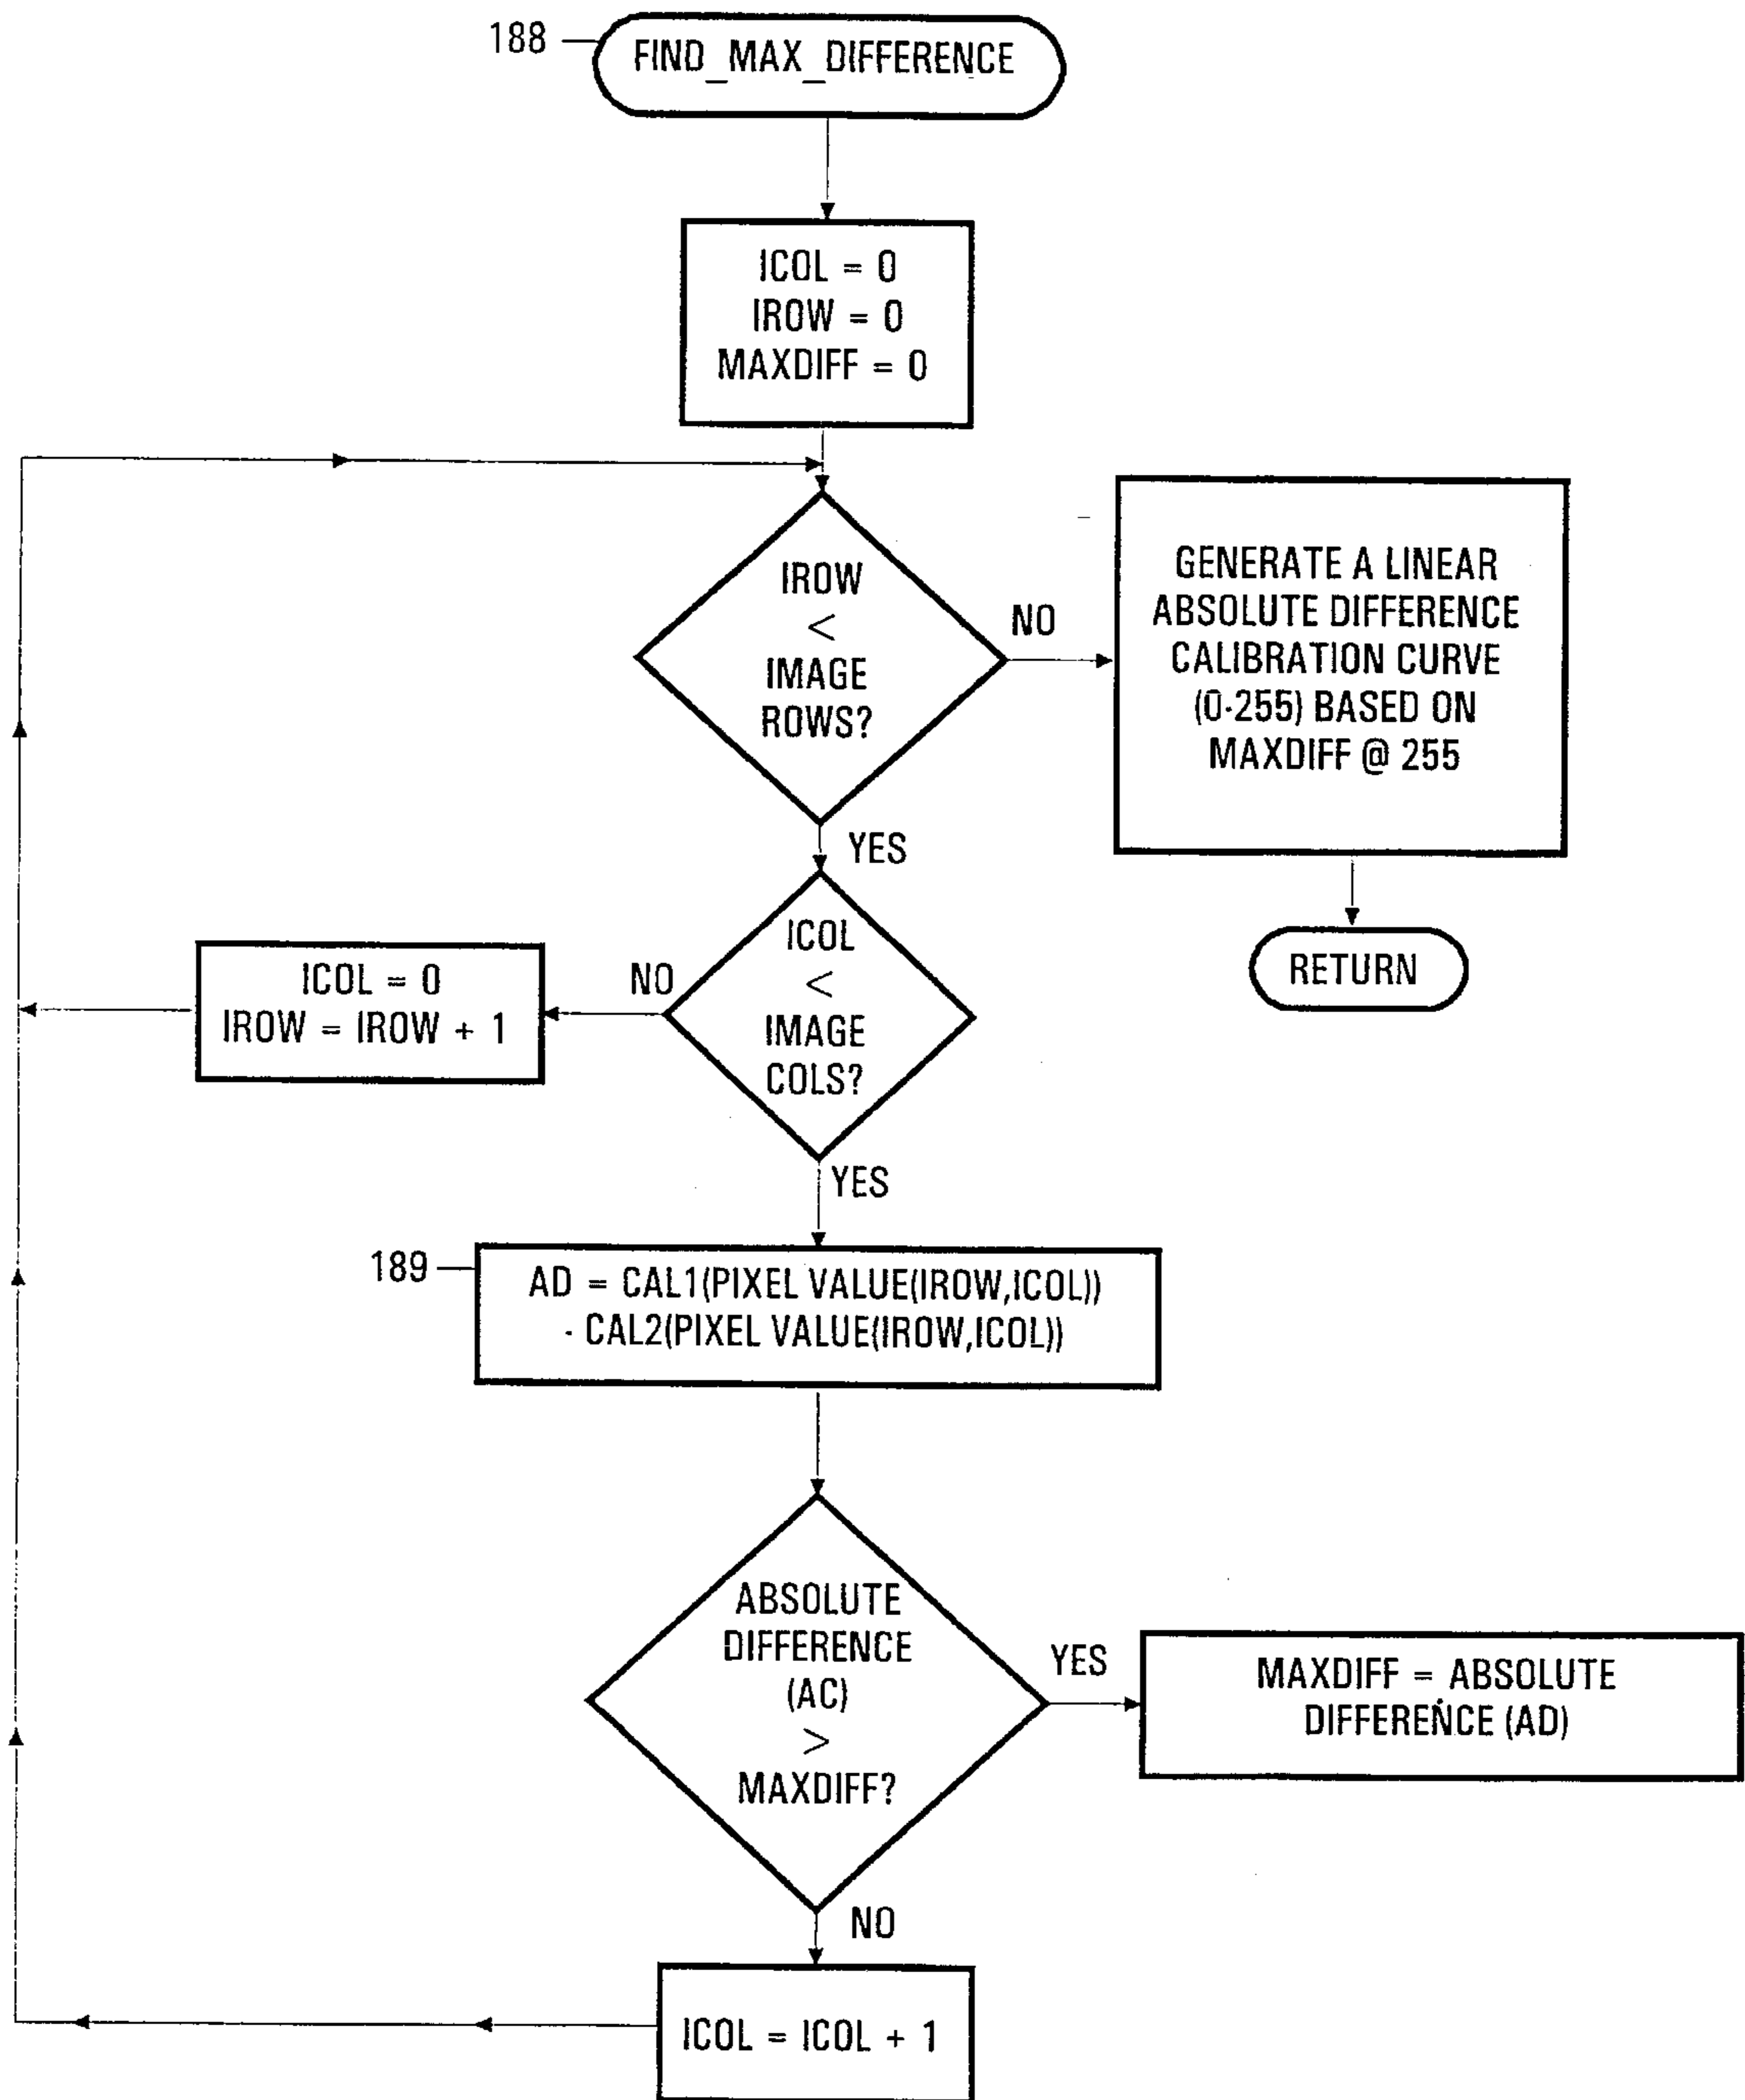 188
FIND_MAX_DIFFERENCE
ICOL = 0
IROW = 0
MAXDIFF = 0
IROW
<
IMAGE
ROWS?
NO
GENERATE A LINEAR
ABSOLUTE DIFFERENCE
CALIBRATION CURVE
(0-255) BASED ON
MAXDIFF @ 255
YES
RETURN
ICOL
<
IMAGE
COLS?
NO
ICOL = 0
IROW = IROW + 1
YES
189
AD = CAL1(PIXEL VALUE(IROW,ICOL))
- CAL2(PIXEL VALUE(IROW,ICOL))
ABSOLUTE
DIFFERENCE
(AC)
>
MAXDIFF?
YES
MAXDIFF = ABSOLUTE
DIFFERENCE (AD)
NO
ICOL = ICOL + 1